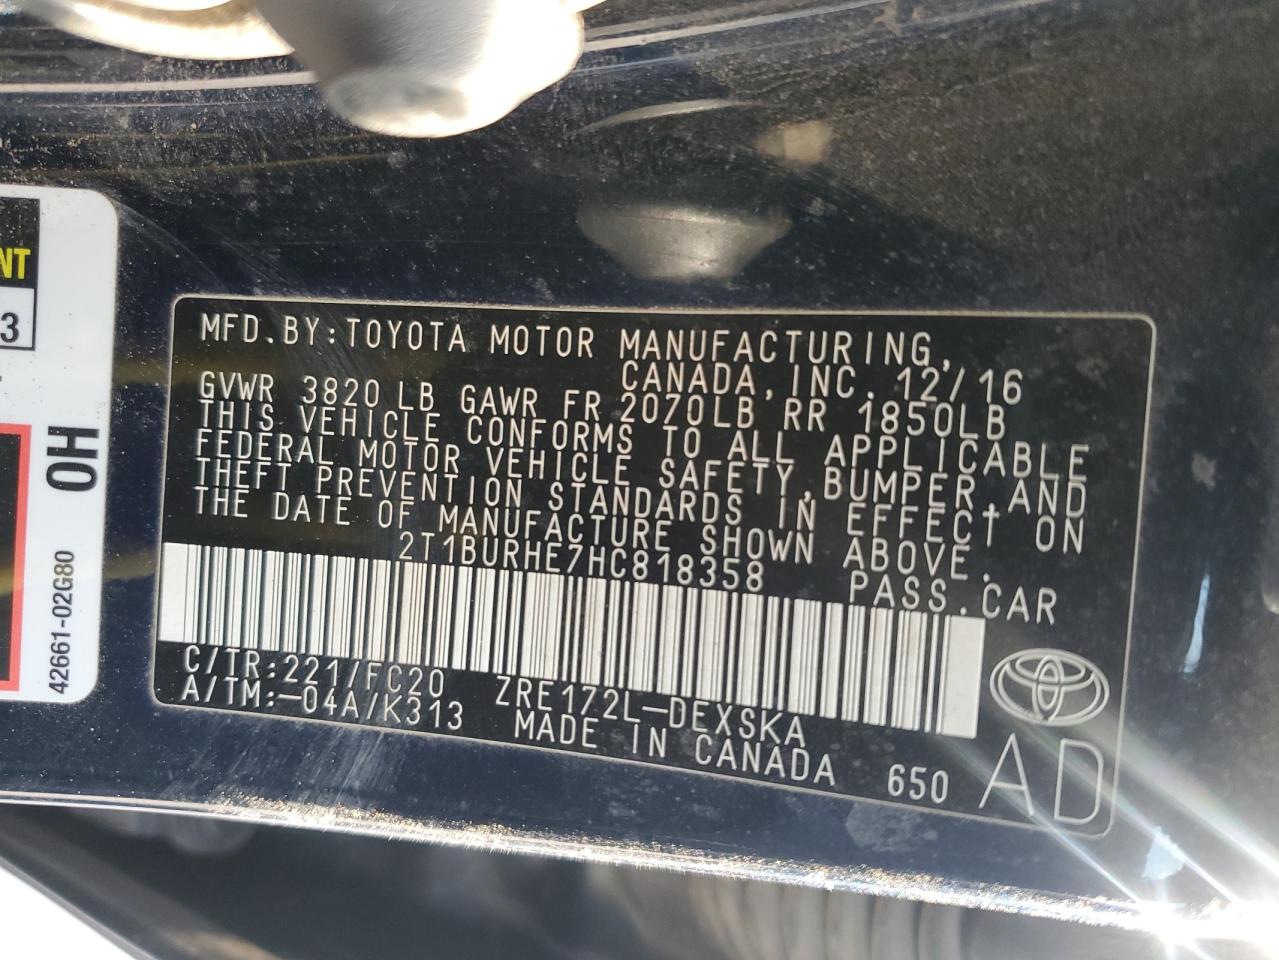 MFD.BY:TOYOTA MOTOR MANUFACTURING,
CANADA, INC. 12/16
GVWR 3820 LB GAWR FR 2070LB RR 1850LB
THIS VEHICLE CONFORMS TO ALL APPLICABLE
FEDERAL MOTOR VEHICLE SAFETY,BUMPER,AND
THEFT PREVENTION STANDARDS IN EFFECT ON
THE DATE OF MANUFACTURE SHOWN ABOVE.
2T1BURHE7HC818358 PASS.CAR
C/TR:221/FC20 ZRE172L-DEXSKA
A/TM:-04A/K313 MADE IN CANADA 650
AD
NT
3
OH
42661-02G80